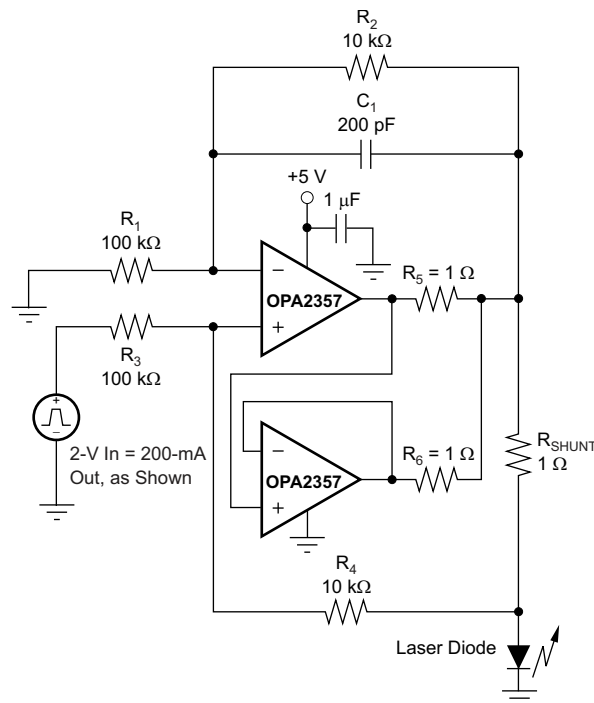 R2
10 kΩ
C1
200 pF
+5 V
1 μF
R1
100 kΩ
−
OPA2357
+
R5 = 1 Ω
R3
100 kΩ
+
−
2-V In = 200-mA
Out, as Shown
−
OPA2357
+
R6 = 1 Ω
RSHUNT
1 Ω
R4
10 kΩ
Laser Diode